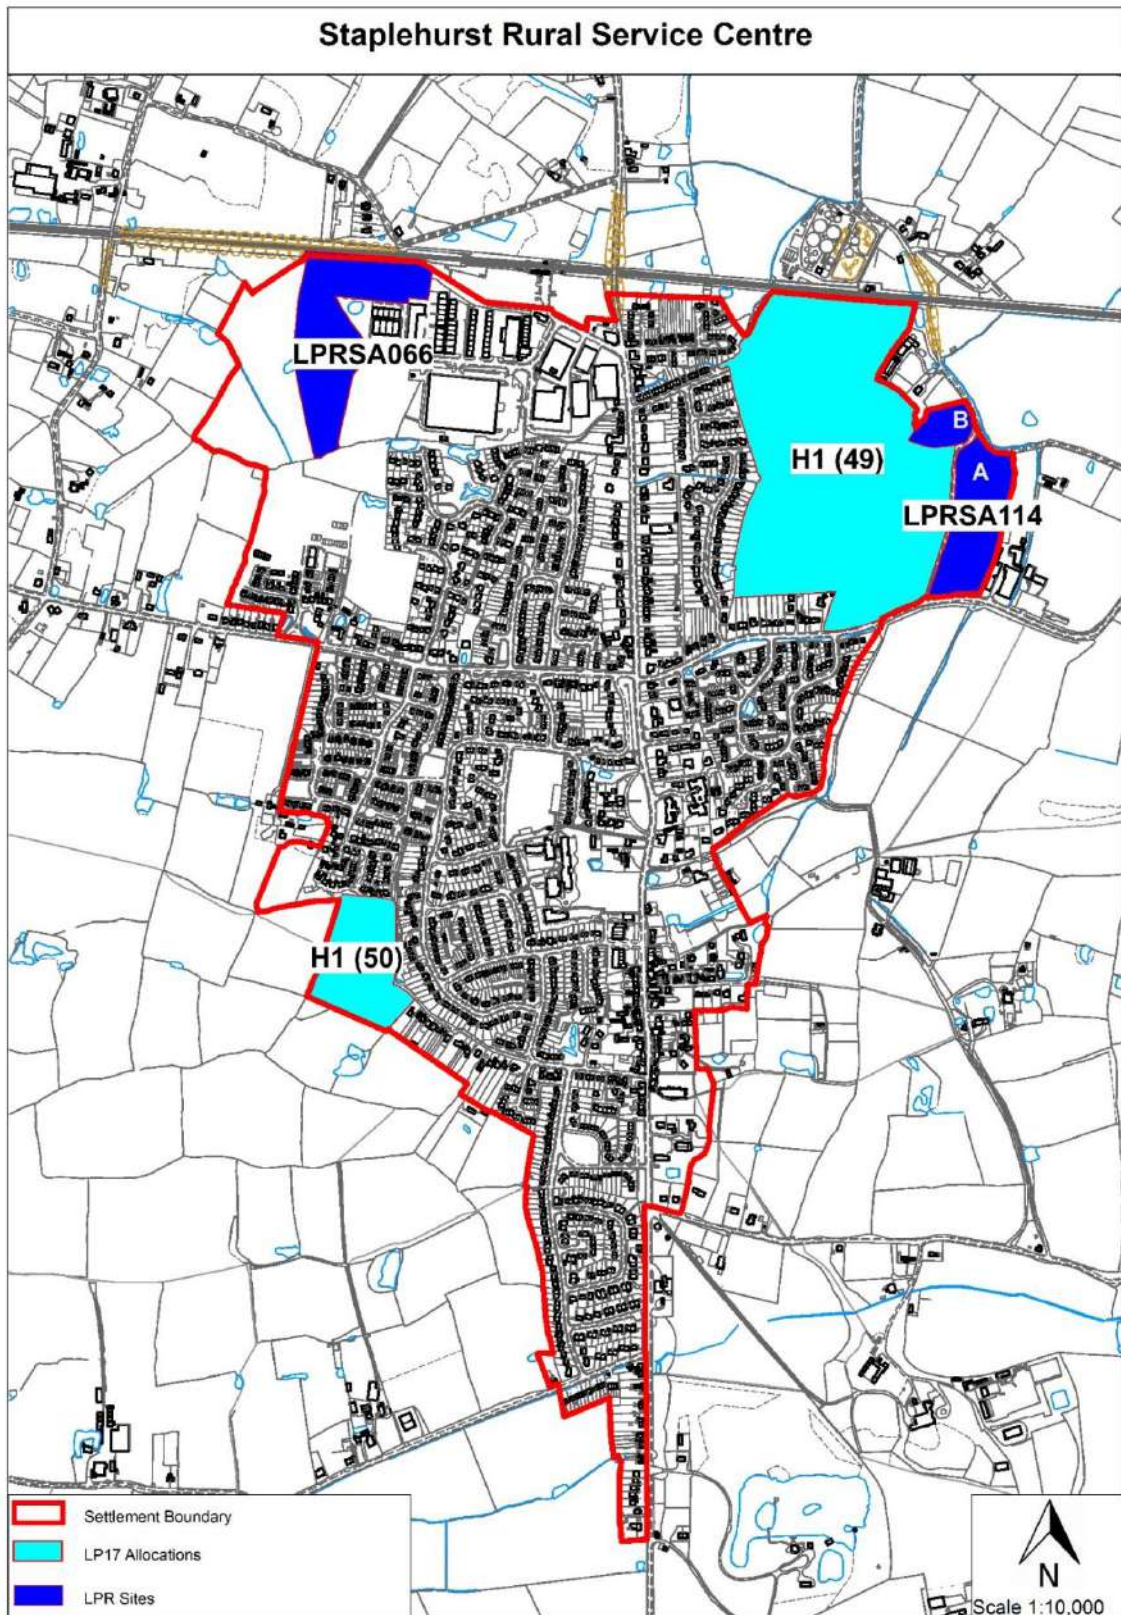 Staplehurst Rural Service Centre
LPRSA066
B
H1 (49)
A
LPRSA114
H1 (50)
Settlement Boundary
LP17 Allocations
LPR Sites
N
Scale 1:10,000